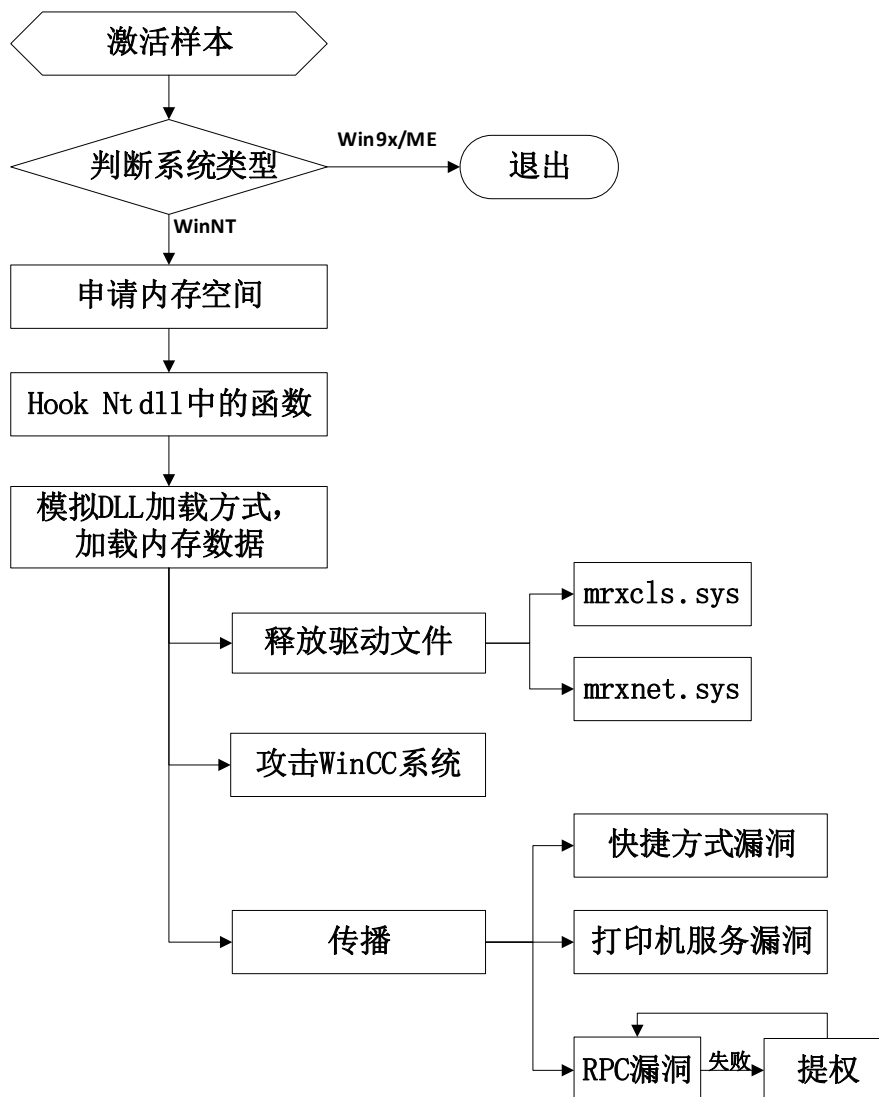 激活样本
判断系统类型
Win9x/ME
退出
WinNT
申请内存空间
Hook Ntdll中的函数
模拟DLL加载方式，
加载内存数据
释放驱动文件
mrxcls.sys
mrxnet.sys
攻击WinCC系统
传播
快捷方式漏洞
打印机服务漏洞
RPC漏洞
失败
提权